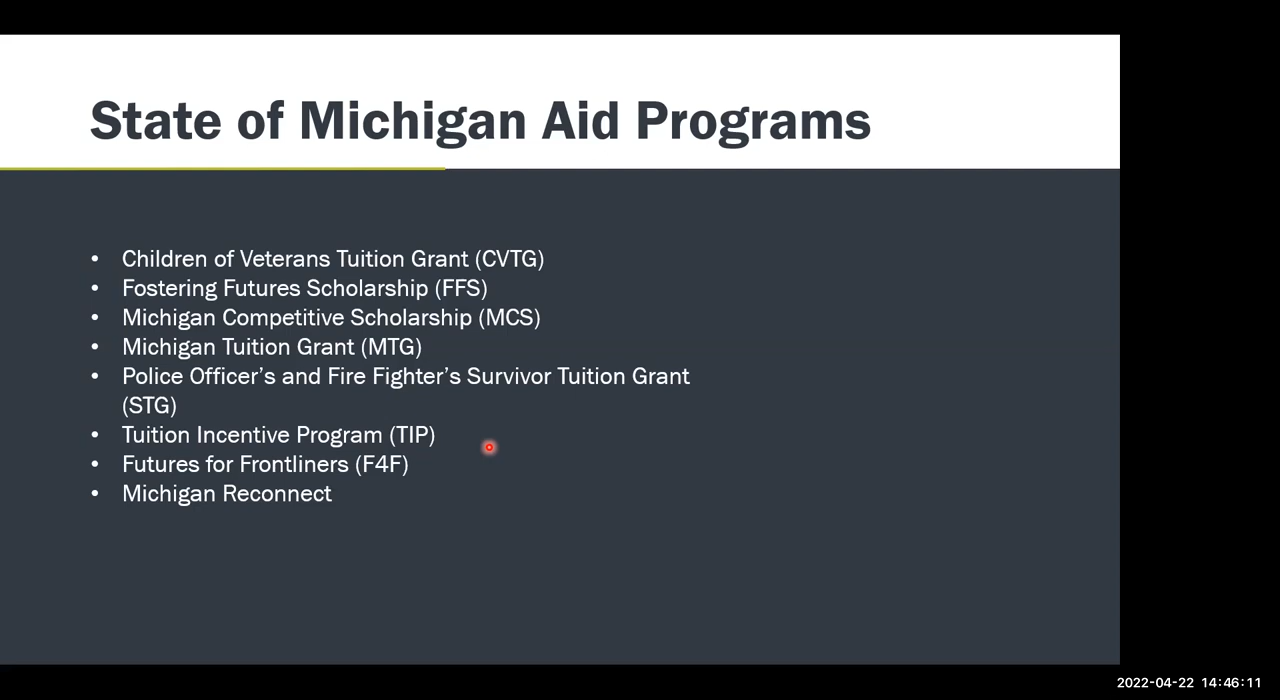 State of Michigan Aid Programs
• Children of Veterans Tuition Grant (CVTG)
• Fostering Futures Scholarship (FFS)
• Michigan Competitive Scholarship (MCS)
• Michigan Tuition Grant (MTG)
• Police Officer’s and Fire Fighter’s Survivor Tuition Grant
(STG)
• Tuition Incentive Program (TIP)
• Futures for Frontliners (F4F)
• Michigan Reconnect
2022-04-22 14:46:11